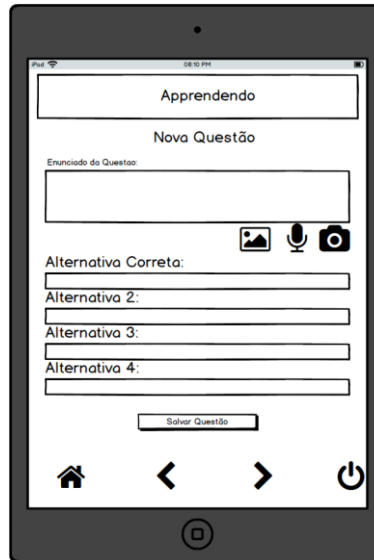 iPad
08:10 PM
Apprendendo
Nova Questão
Enunciado da Questao:
Alternativa Correta:
Alternativa 2:
Alternativa 3:
Alternativa 4:
Salvar Questão